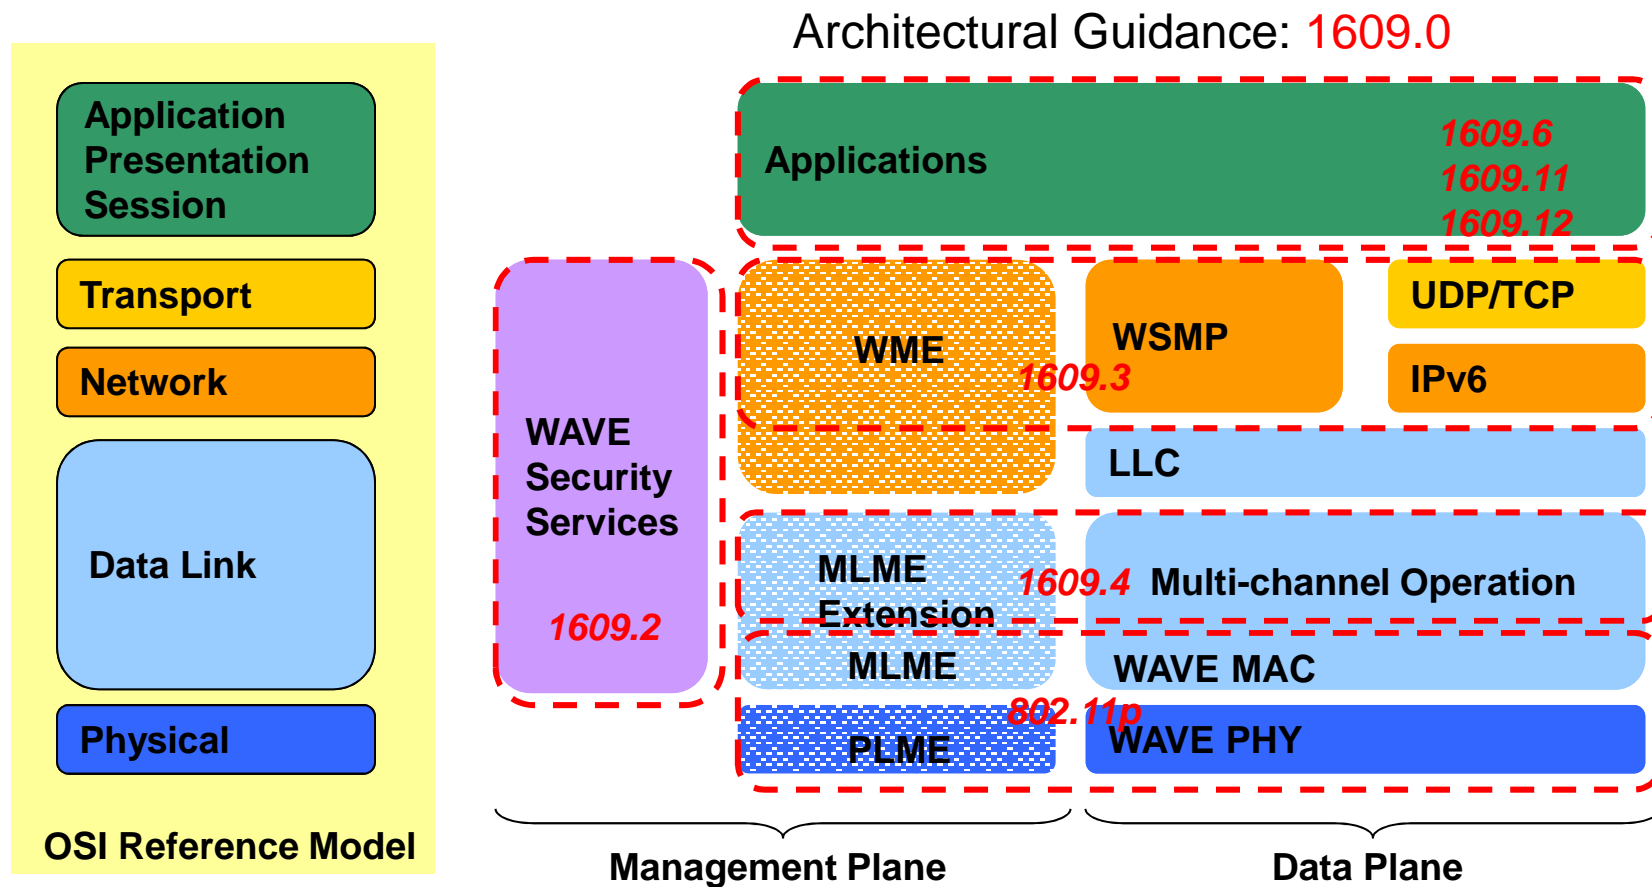 Architectural Guidance: 1609.0
Application
Presentation
Session
Transport
Network
Data Link
Physical
OSI Reference Model
Applications
1609.6
1609.11
1609.12
WAVE
Security
Services
1609.2
WME
1609.3
WSMP
UDP/TCP
IPv6
LLC
MLME
Extension
1609.4
Multi-channel Operation
MLME
WAVE MAC
802.11p
PLME
WAVE PHY
Management Plane
Data Plane